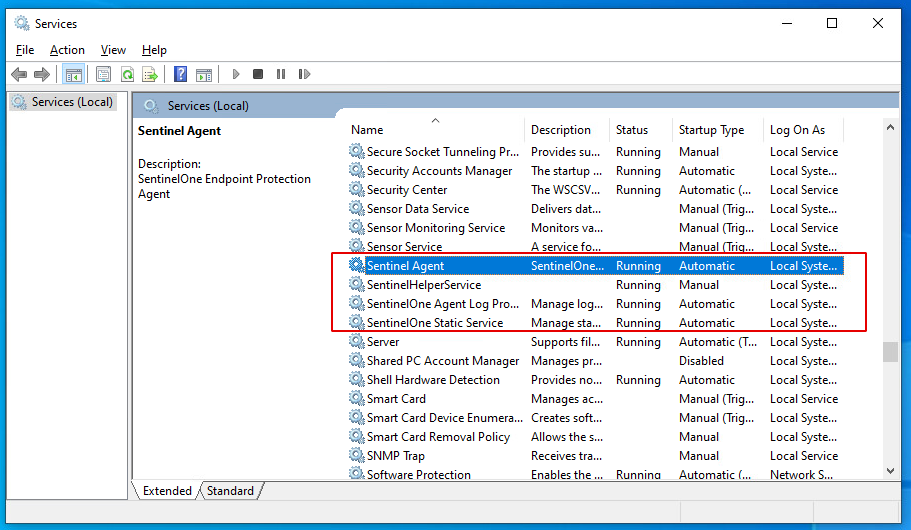 Services
File Action View Help
Services (Local)
Services (Local)
Sentinel Agent
Description:
SentinelOne Endpoint Protection
Agent
Name Description Status Startup Type Log On As
Secure Socket Tunneling Pr... Provides su... Running Manual Local Service
Security Accounts Manager The startup ... Running Automatic Local Syste...
Security Center The WSCSV... Running Automatic (... Local Service
Sensor Data Service Delivers dat... Manual (Trig... Local Syste...
Sensor Monitoring Service Monitors va... Manual (Trig... Local Service
Sensor Service A service fo... Manual (Trig... Local Syste...
Sentinel Agent SentinelOne... Running Automatic Local Syste...
SentinelHelperService Running Manual Local Syste...
SentinelOne Agent Log Pro... Manage log... Running Automatic Local Syste...
SentinelOne Static Service Manage sta... Running Automatic Local Syste...
Server Supports fil... Running Automatic (T... Local Syste...
Shared PC Account Manager Manages pr... Disabled Local Syste...
Shell Hardware Detection Provides no... Running Automatic Local Syste...
Smart Card Manages ac... Manual (Trig... Local Service
Smart Card Device Enumera... Creates soft... Manual (Trig... Local Syste...
Smart Card Removal Policy Allows the s... Manual Local Syste...
SNMP Trap Receives tra... Manual Local Service
Software Protection Enables the ... Running Automatic (... Network S...
Extended Standard